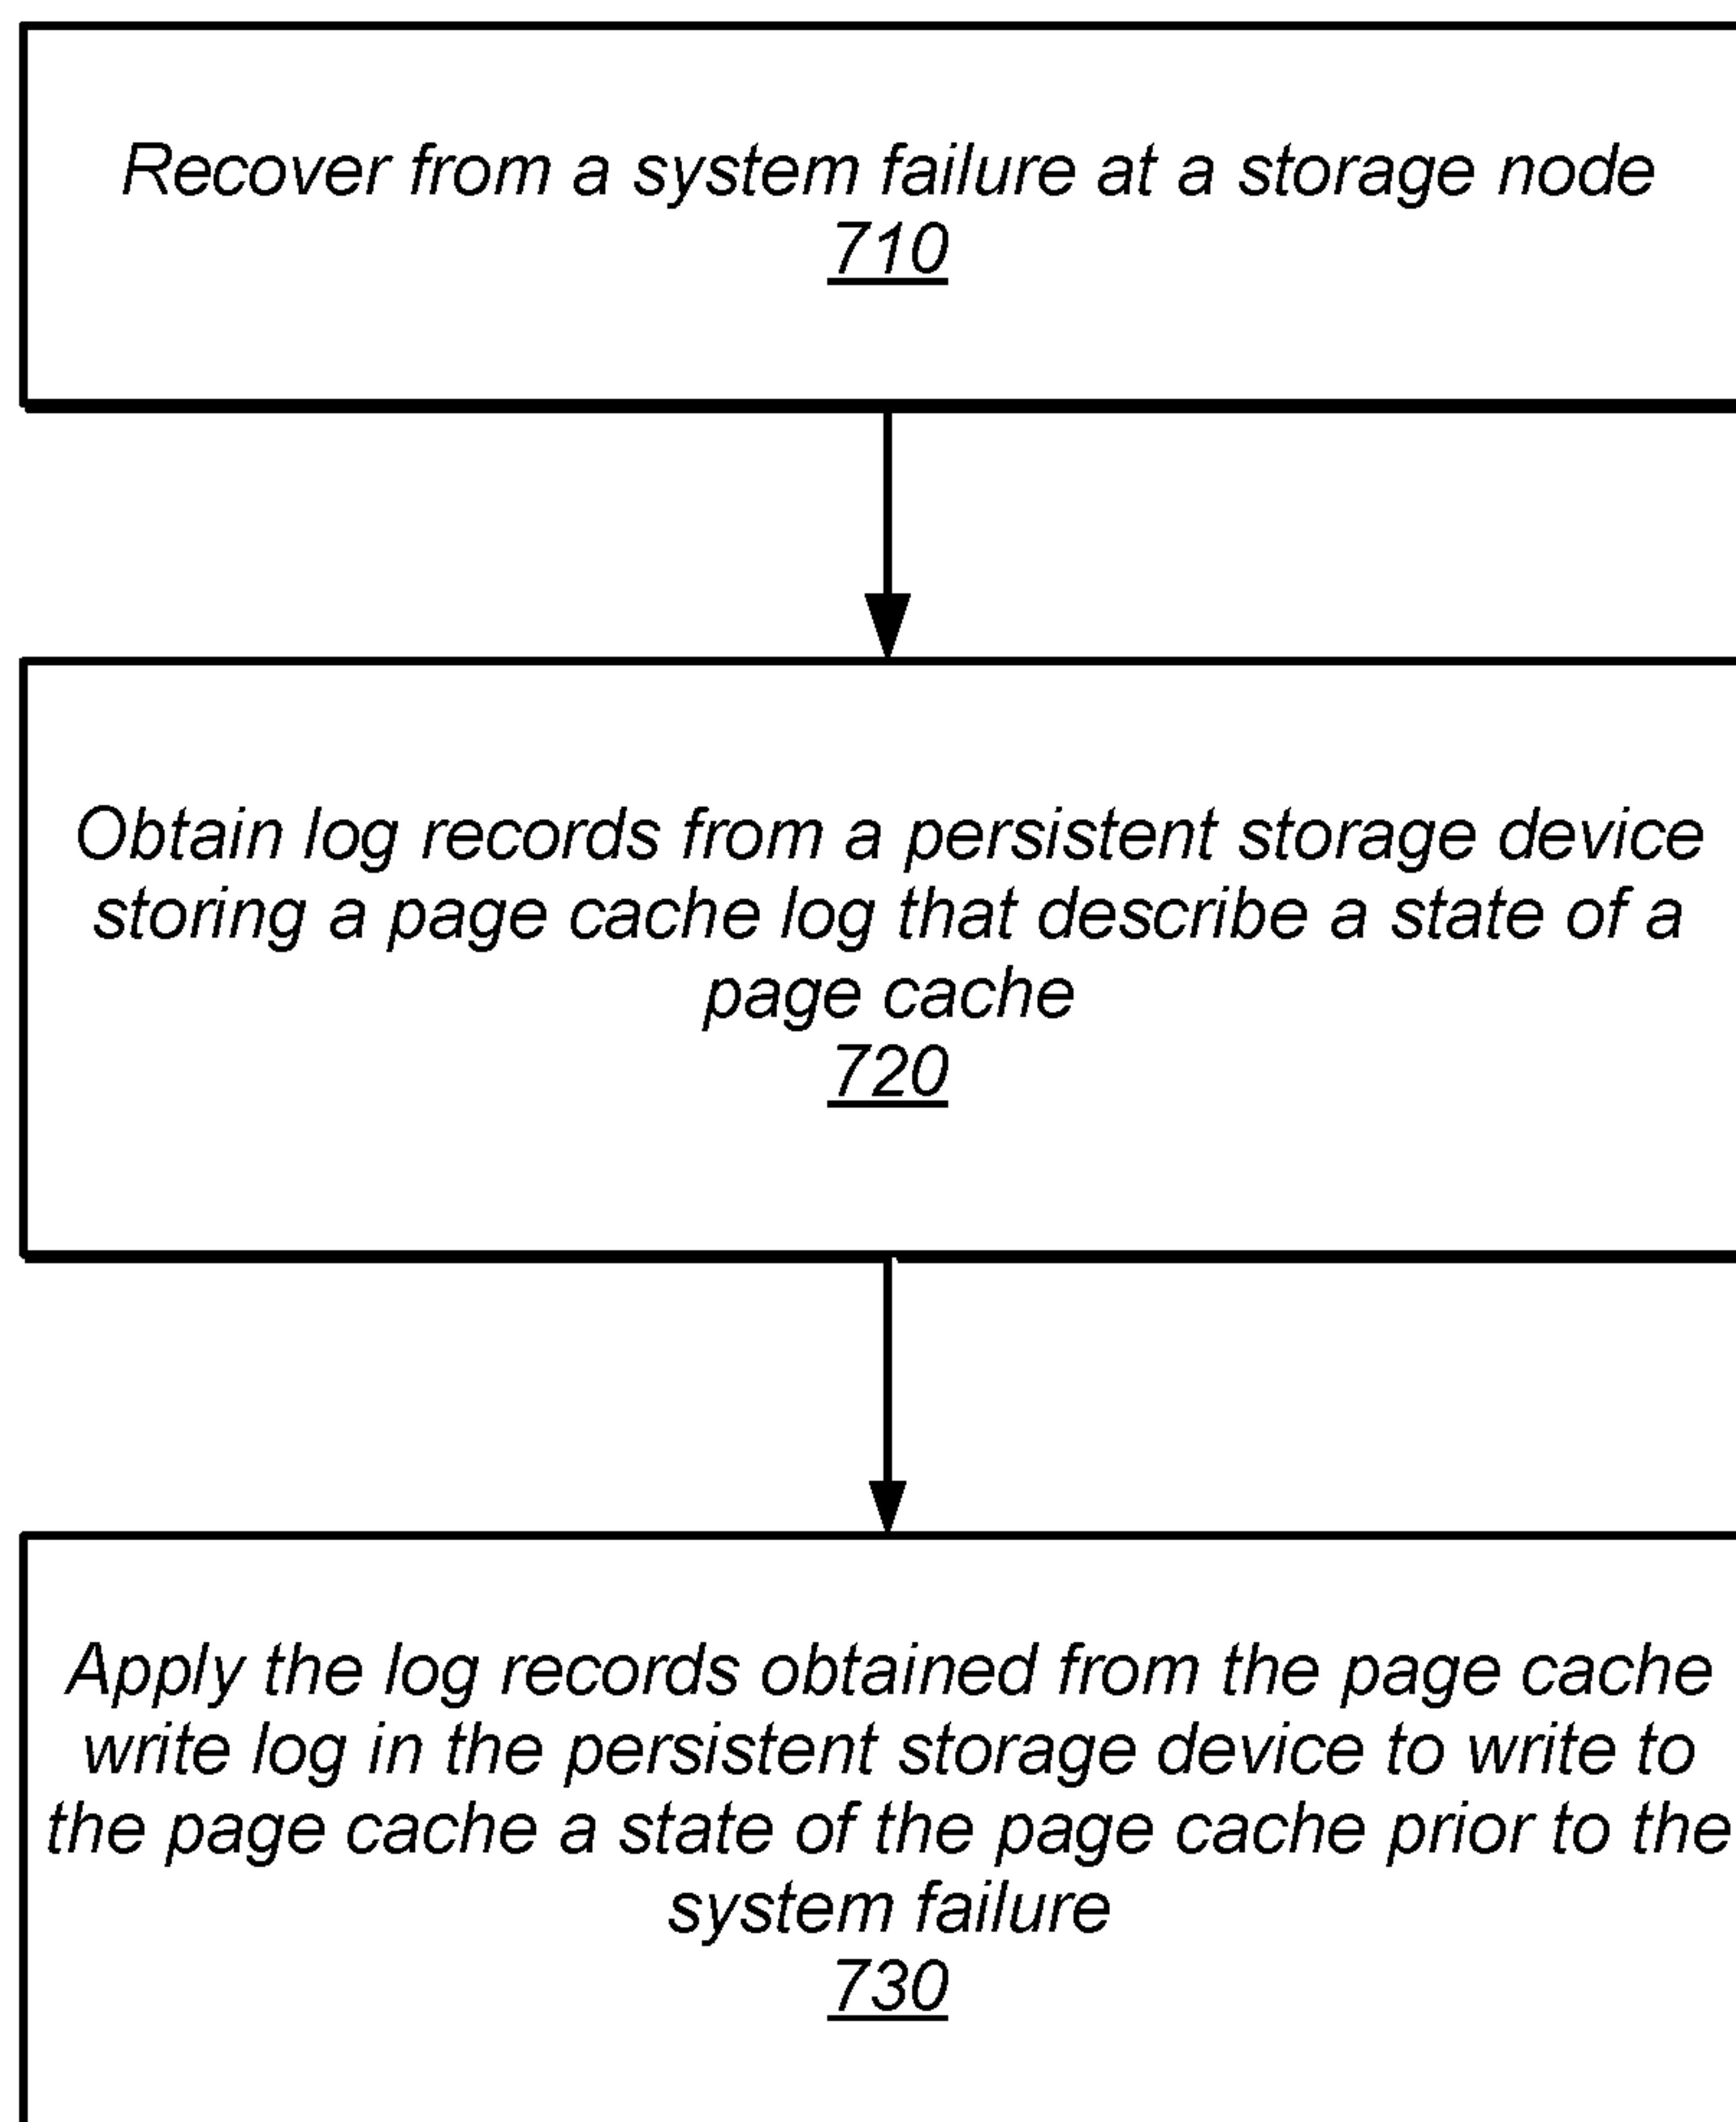 Recover from a system failure at a storage node
710
Obtain log records from a persistent storage device
storing a page cache log that describe a state of a
page cache
720
Apply the log records obtained from the page cache
write log in the persistent storage device to write to
the page cache a state of the page cache prior to the
system failure
730